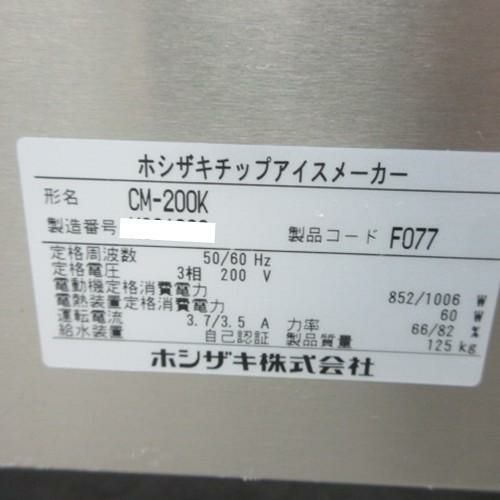 ホシザキチップアイスメーカー
形名 CM-200K
製造番号 製品コード F077
定格周波数 50/60 Hz
定格電圧 3相 200 V
電動機定格消費電力 852/1006 W
電熱装置定格消費電力 60 W
運転電流 3.7/3.5 A 力率 66/82 %
給水装置 自己認証 製品質量 125 kg
ホシザキ株式会社